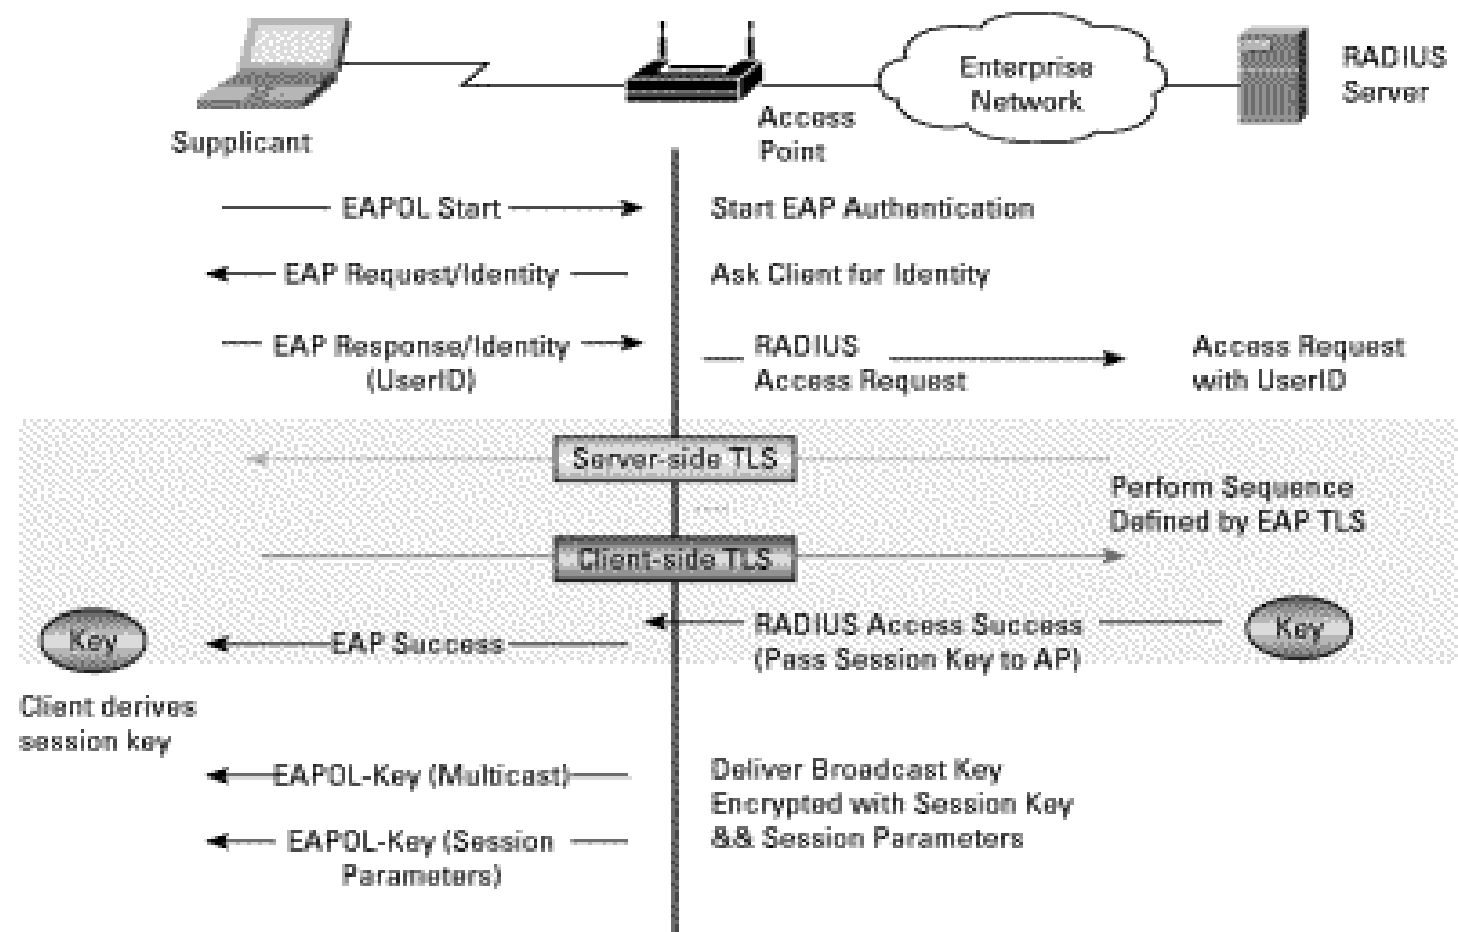 Supplicant
Access
Point
Enterprise
Network
RADIUS
Server
EAPOL Start
Start EAP Authentication
EAP Request/Identity
Ask Client for Identity
EAP Response/Identity
(UserID)
RADIUS
Access Request
Access Request
with UserID
Server-side TLS
Perform Sequence
Defined by EAP TLS
Client-side TLS
Key
EAP Success
RADIUS Access Success
(Pass Session Key to AP)
Key
Client derives
session key
EAPOL-Key (Multicast)
Deliver Broadcast Key
Encrypted with Session Key
&& Session Parameters
EAPOL-Key (Session
Parameters)